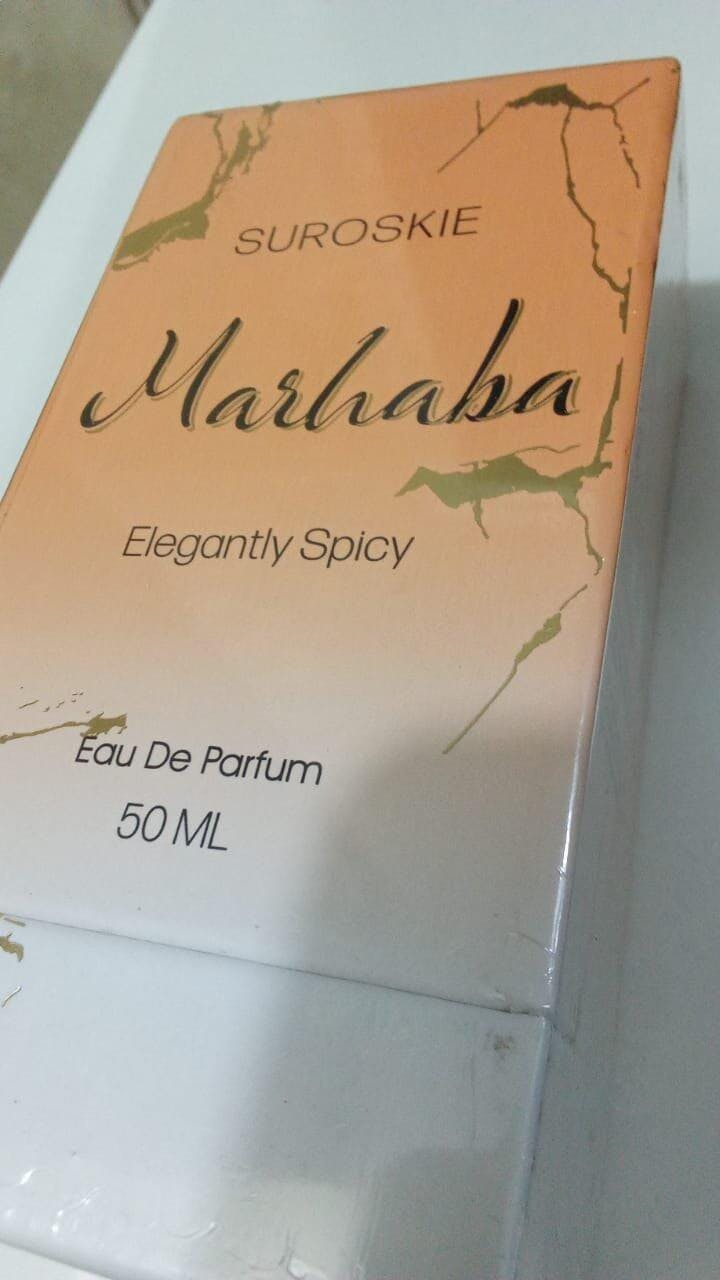 SUROSKIE
Marhaba
Elegantly Spicy
Eau De Parfum
50 ML